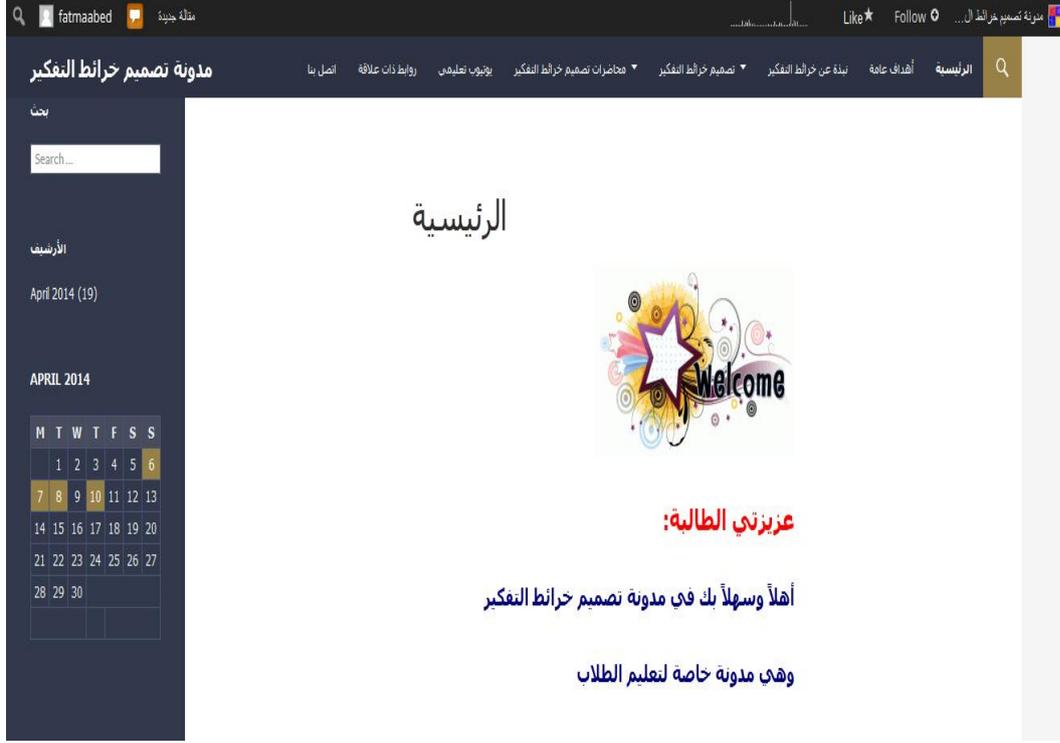 مدونة تصميم خرائط ال...
Follow
Like
مقالة جديدة
fatmaabed
مدونة تصميم خرائط التفكير
الرئيسية
أهداف عامة
نبذة عن خرائط التفكير
تصميم خرائط التفكير
محاضرات تصميم خرائط التفكير
يوتيوب تعليمي
روابط ذات علاقة
اتصل بنا
بحث
Search ...
الأرشيف
April 2014 (19)
APRIL 2014
M T W T F S S
1 2 3 4 5 6
7 8 9 10 11 12 13
14 15 16 17 18 19 20
21 22 23 24 25 26 27
28 29 30
الرئيسية
Welcome
عزيزتي الطالبة:
أهلاً وسهلاً بك في مدونة تصميم خرائط التفكير
وهي مدونة خاصة لتعليم الطلاب